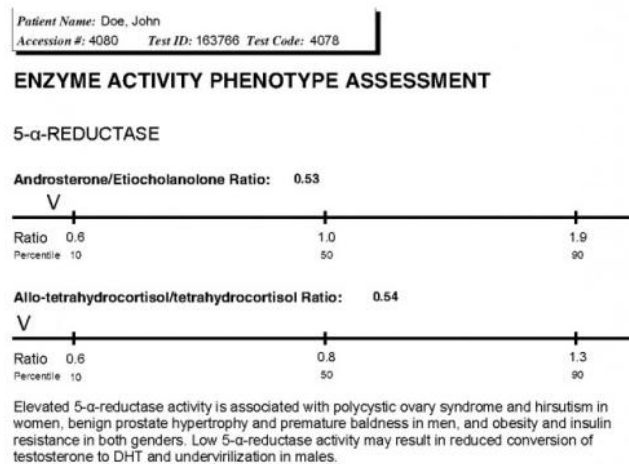 Patient Name: Doe, John
Accession #: 4080 Test ID: 163766 Test Code: 4078
ENZYME ACTIVITY PHENOTYPE ASSESSMENT
5-α-REDUCTASE
Androsterone/Etiocholanolone Ratio: 0.53
V
Ratio 0.6 1.0 1.9
Percentile 10 50 90
Allo-tetrahydrocortisol/tetrahydrocortisol Ratio: 0.54
V
Ratio 0.6 0.8 1.3
Percentile 10 50 90
Elevated 5-α-reductase activity is associated with polycystic ovary syndrome and hirsutism in
women, benign prostate hypertrophy and premature baldness in men, and obesity and insulin
resistance in both genders. Low 5-α-reductase activity may result in reduced conversion of
testosterone to DHT and undervirilization in males.